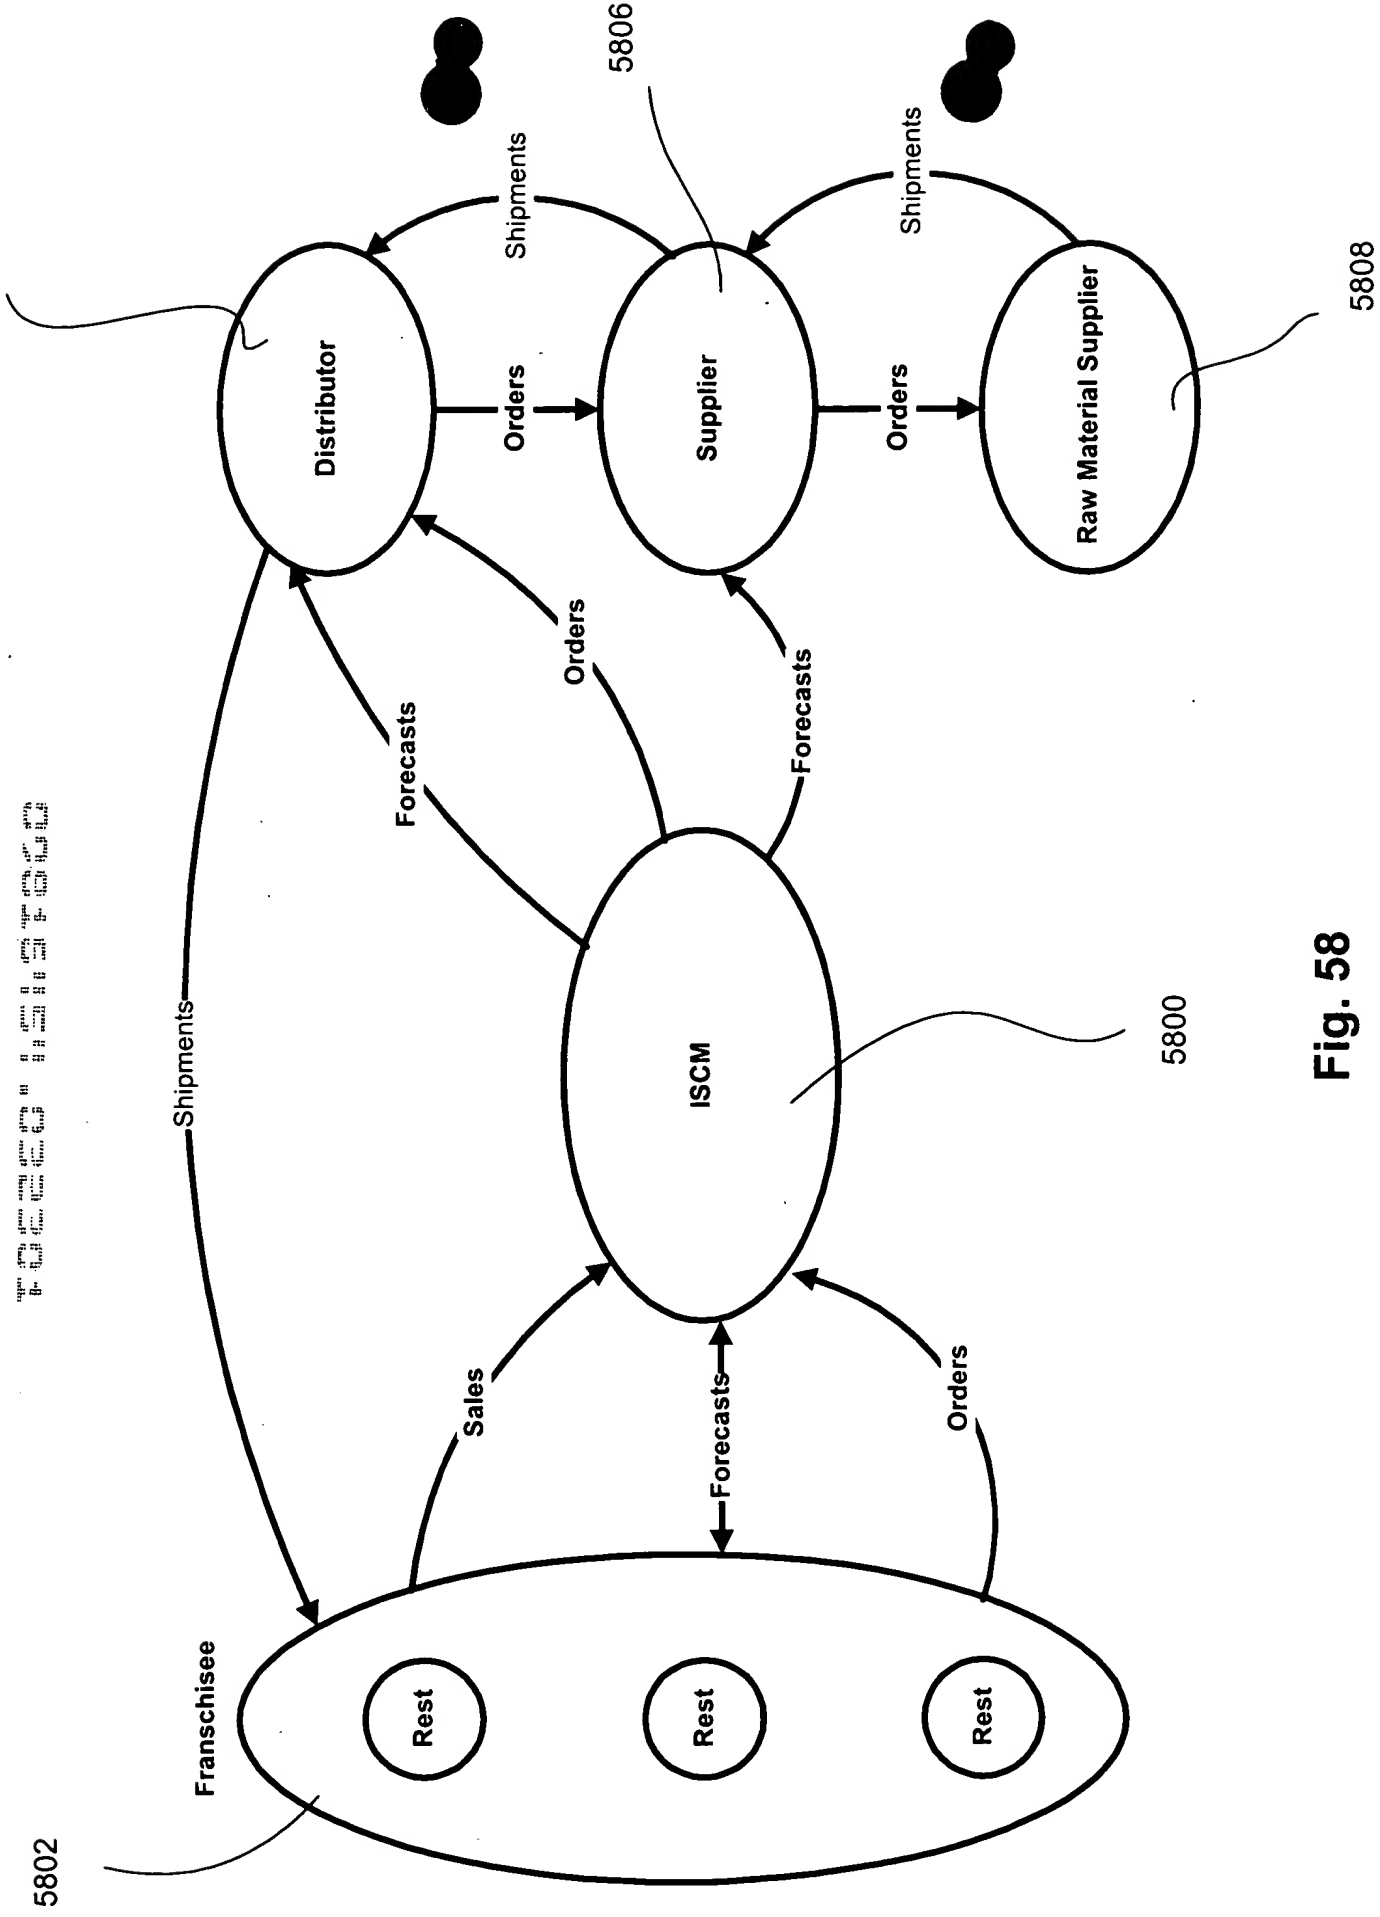 5802
Franschisee
Rest
Rest
Rest
Shipments
Sales
Forecasts
Orders
ISCM
5800
Forecasts
Orders
Forecasts
Distributor
Orders
Shipments
Supplier
5806
Orders
Shipments
Raw Material Supplier
5808
Fig. 58